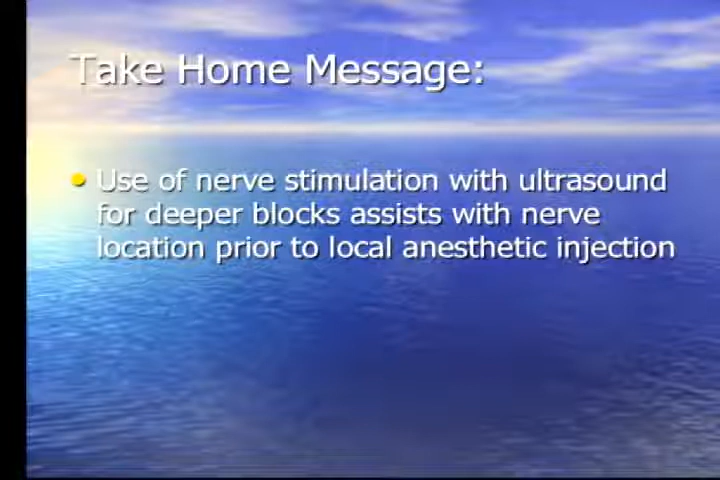 Take Home Message:
Use of nerve stimulation with ultrasound
for deeper blocks assists with nerve
location prior to local anesthetic injection